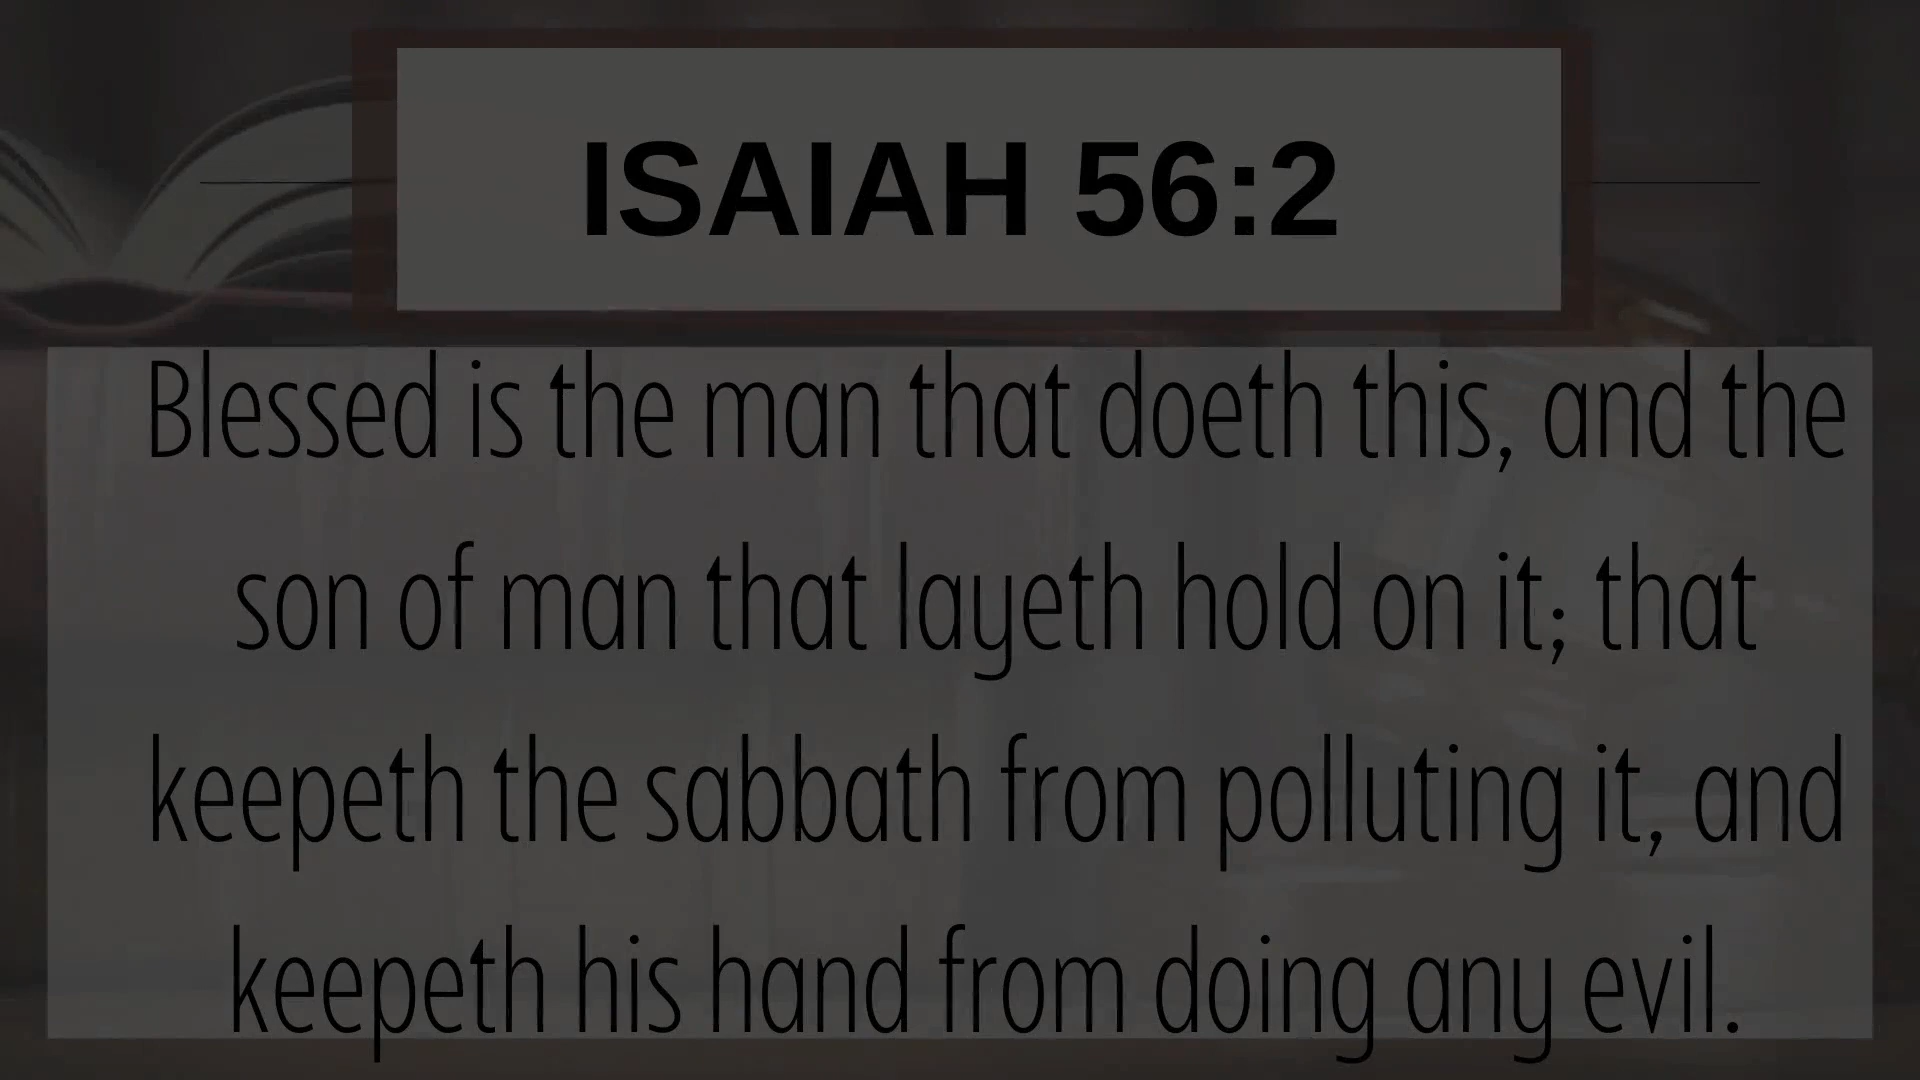 ISAIAH 56:2
Blessed is the man that doeth this, and the
son of man that layeth hold on it; that
keepeth the sabbath from polluting it, and
keepeth his hand from doing any evil.